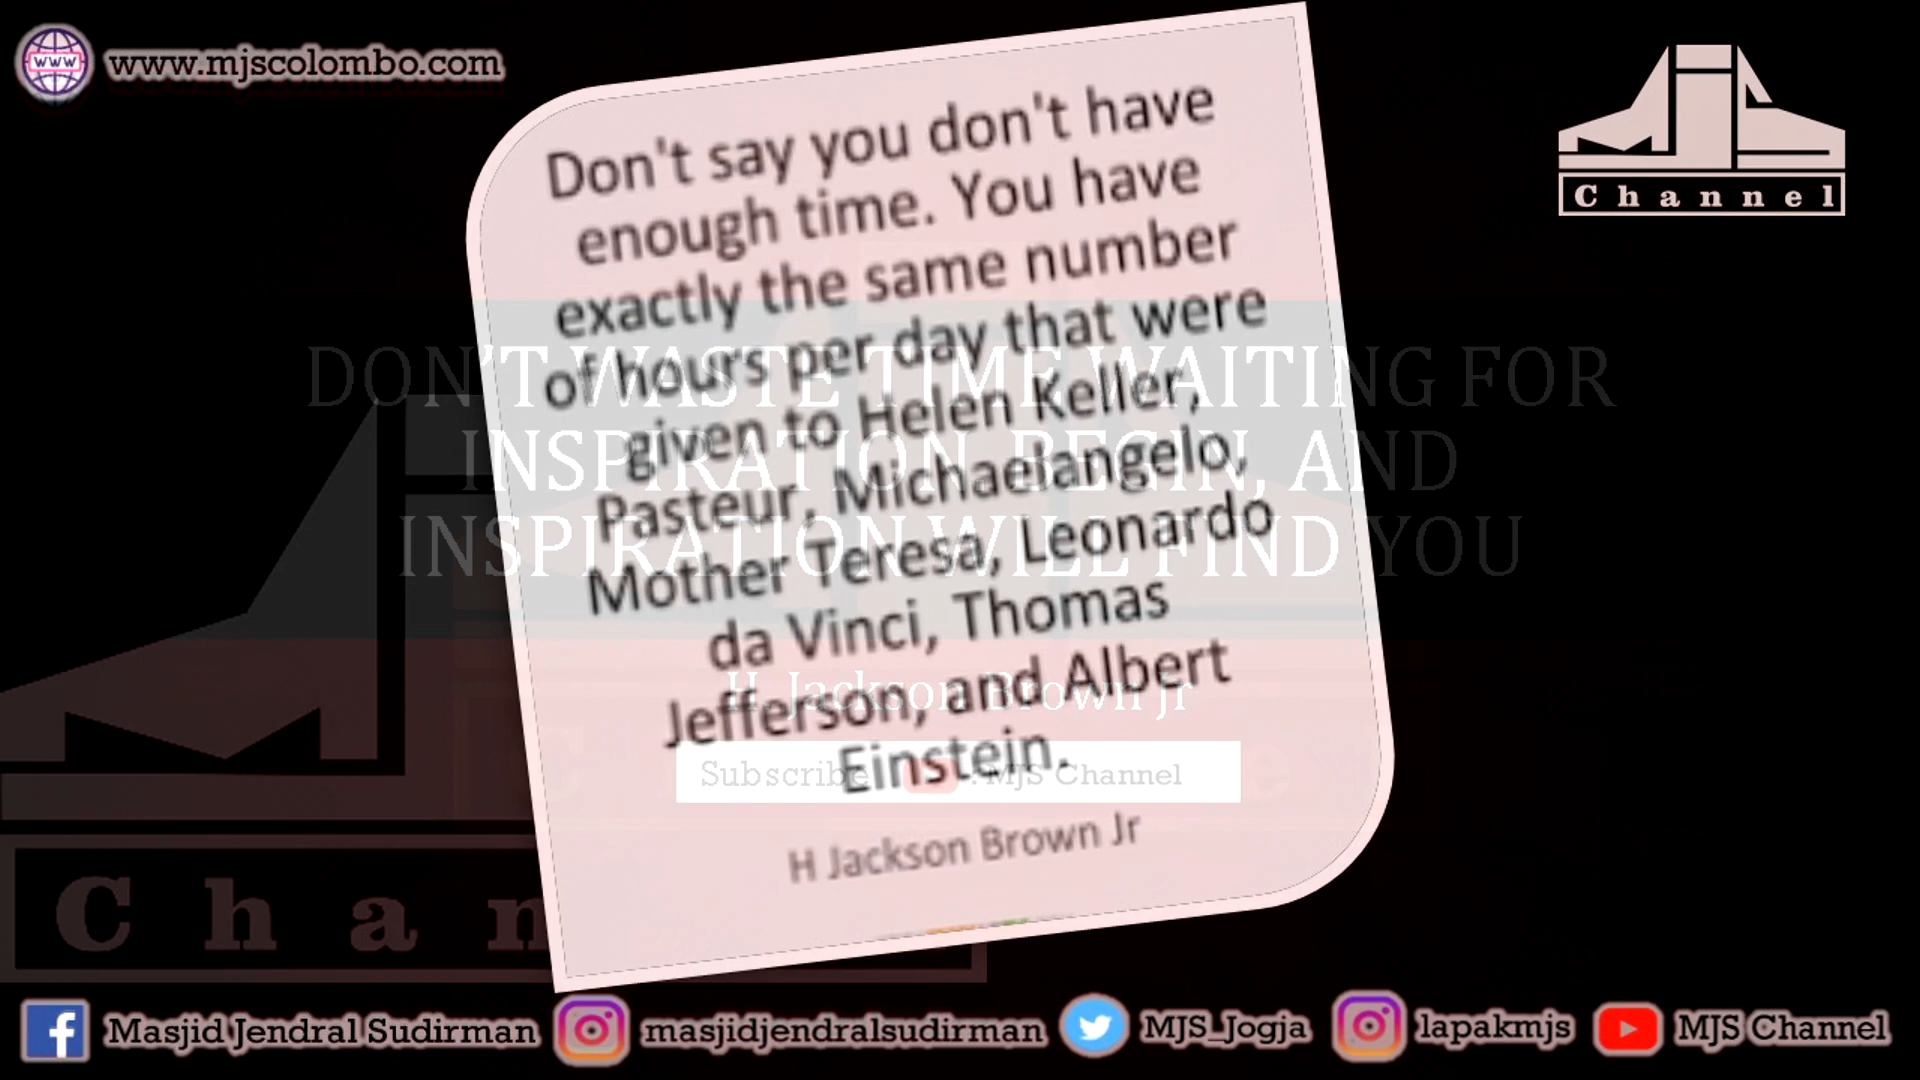 www.mjscolombo.com
MJS
Channel
Don't say you don't have
enough time. You have
exactly the same number
of hours per day that were
given to Helen Keller,
Pasteur, Michaelangelo,
Mother Teresa, Leonardo
da Vinci, Thomas
Jefferson, and Albert
Einstein.
H Jackson Brown Jr
DON'T WASTE TIME WAITING FOR
INSPIRATION. BEGIN, AND
INSPIRATION WILL FIND YOU
H. Jackson Brown Jr
Subscribe : MJS Channel
Chan
Masjid Jendral Sudirman
masjidjendralsudirman
MJS_Jogja
lapakmjs
MJS Channel